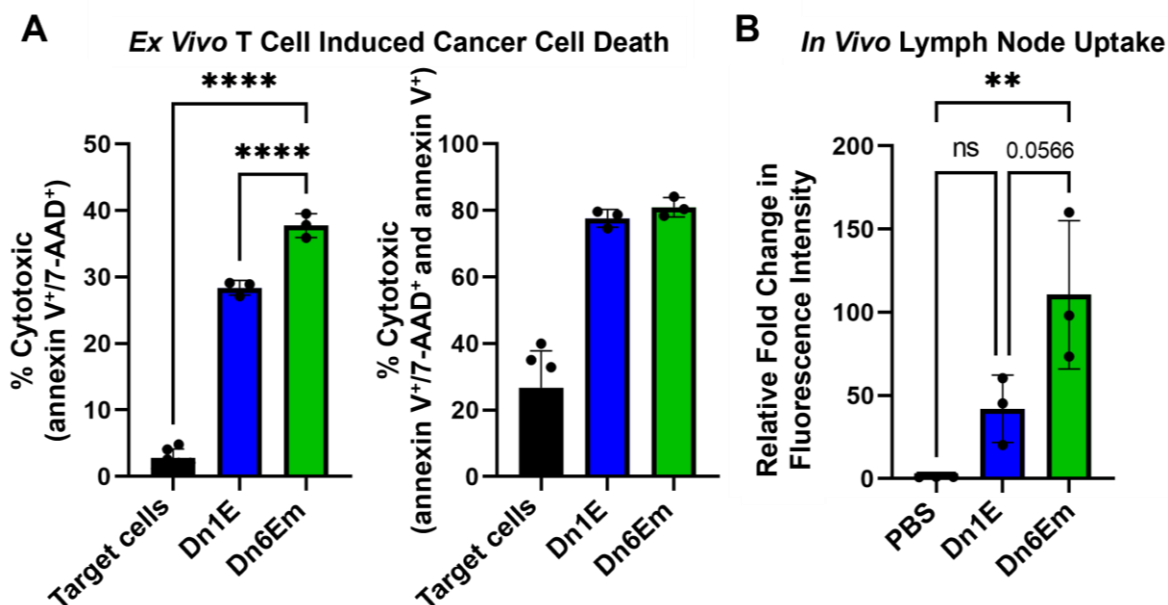 A
Ex Vivo T Cell Induced Cancer Cell Death
****
****
% Cytotoxic
(annexin V⁺/7-AAD⁺)
50
40
30
20
10
0
Target cells
Dn1E
Dn6Em
% Cytotoxic
(annexin V⁺/7-AAD⁺ and annexin V⁺)
100
80
60
40
20
0
Target cells
Dn1E
Dn6Em
B
In Vivo Lymph Node Uptake
**
ns
0.0566
Relative Fold Change in
Fluorescence Intensity
200
150
100
50
0
PBS
Dn1E
Dn6Em